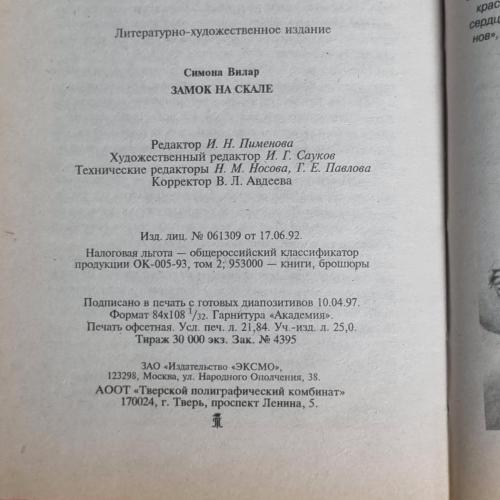 Литературно-художественное издание
Симона Вилар
ЗАМОК НА СКАЛЕ
Редактор И. Н. Пименова
Художественный редактор И. Г. Сауков
Технические редакторы Н. М. Носова, Г. Е. Павлова
Корректор В. Л. Авдеева
Изд. лиц. № 061309 от 17.06.92.
Налоговая льгота — общероссийский классификатор
продукции ОК-005-93, том 2; 953000 — книги, брошюры
Подписано в печать с готовых диапозитивов 10.04.97.
Формат 84x108 1/32. Гарнитура «Академия».
Печать офсетная. Усл. печ. л. 21,84. Уч.-изд. л. 25,0.
Тираж 30 000 экз. Зак. № 4395
ЗАО «Издательство «ЭКСМО»,
123298, Москва, ул. Народного Ополчения, 38.
АООТ «Тверской полиграфический комбинат»
170024, г. Тверь, проспект Ленина, 5.
крас
сердц
нов»,